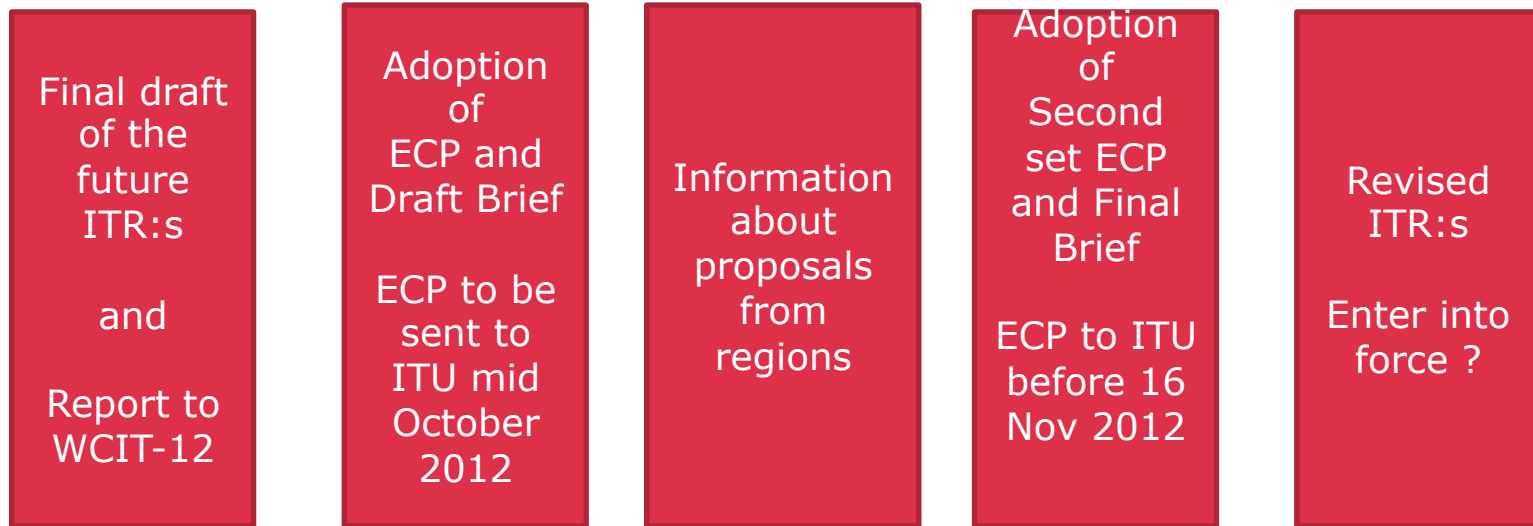 Final draft
of the
future
ITR:s
and
Report to
WCIT-12
Adoption
of
ECP and
Draft Brief
ECP to be
sent to
ITU mid
October
2012
Information
about
proposals
from
regions
Adoption
of
Second
set ECP
and Final
Brief
ECP to ITU
before 16
Nov 2012
Revised
ITR:s
Enter into
force ?